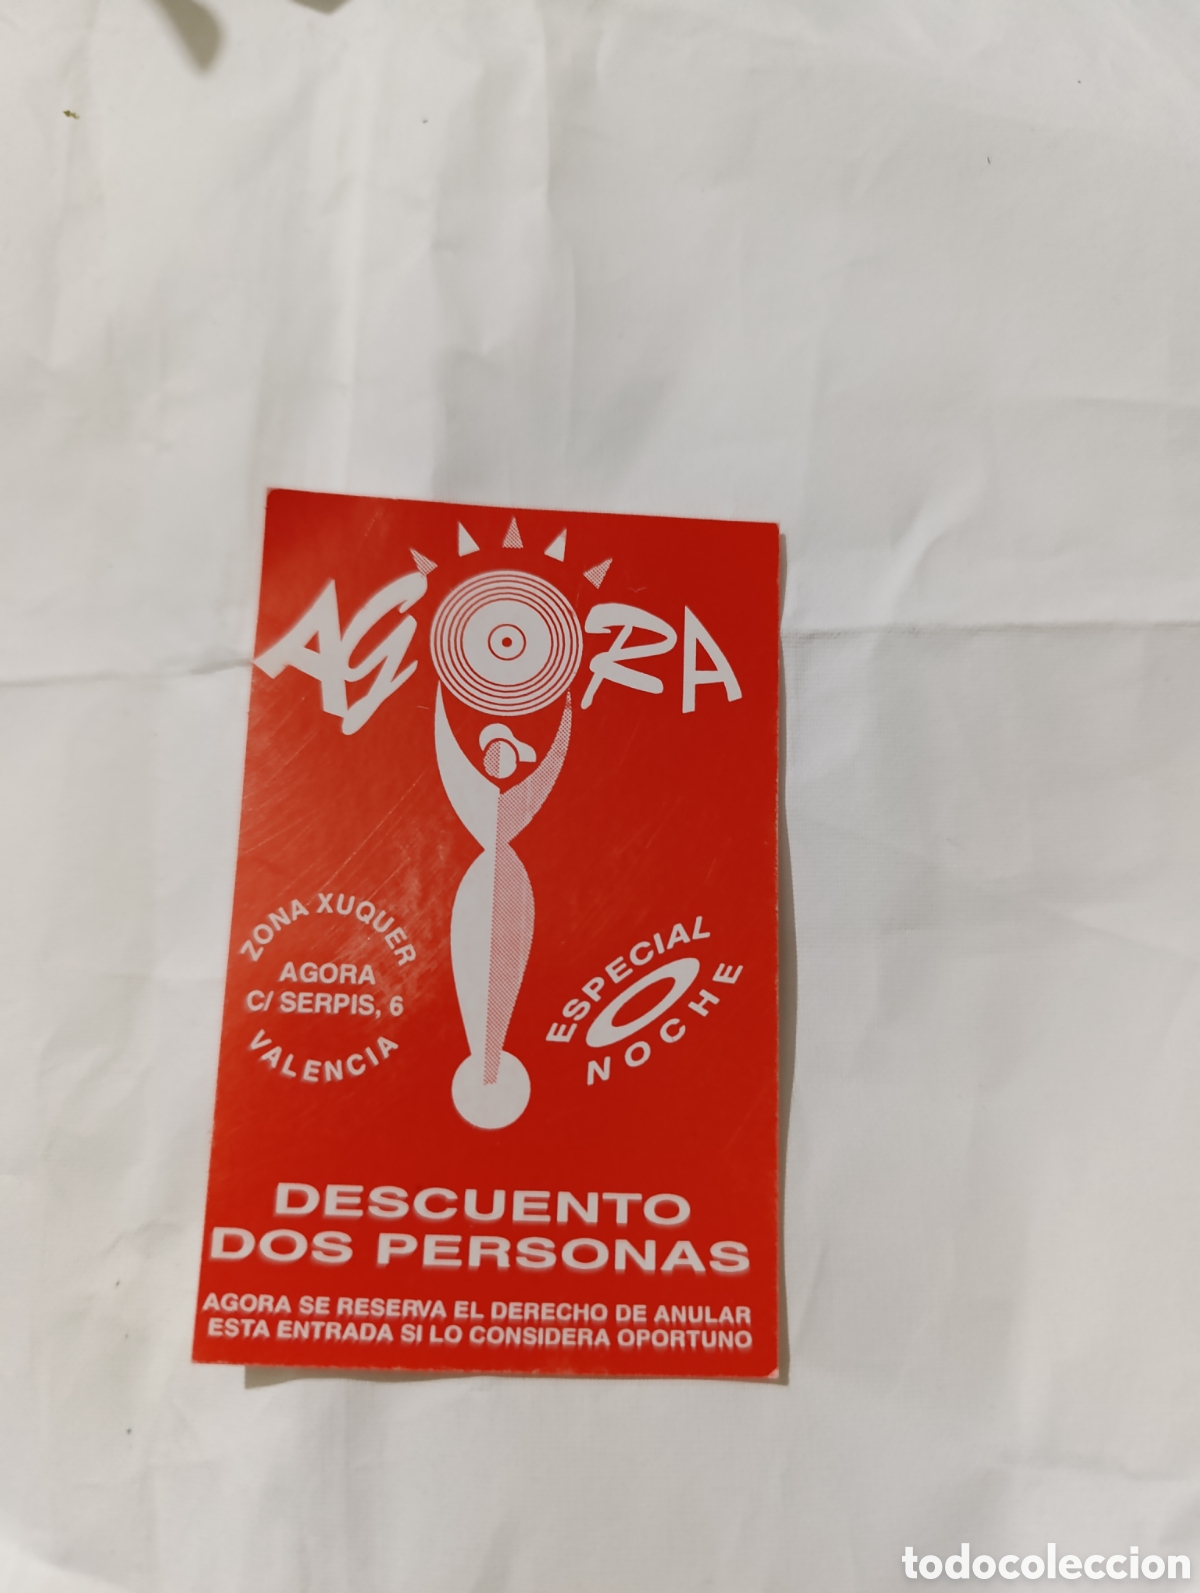 AGORA
ZONA XUQUER
AGORA
C/ SERPIS, 6
VALENCIA
ESPECIAL
NOCHE
DESCUENTO
DOS PERSONAS
AGORA SE RESERVA EL DERECHO DE ANULAR
ESTA ENTRADA SI LO CONSIDERA OPORTUNO
todocoleccion